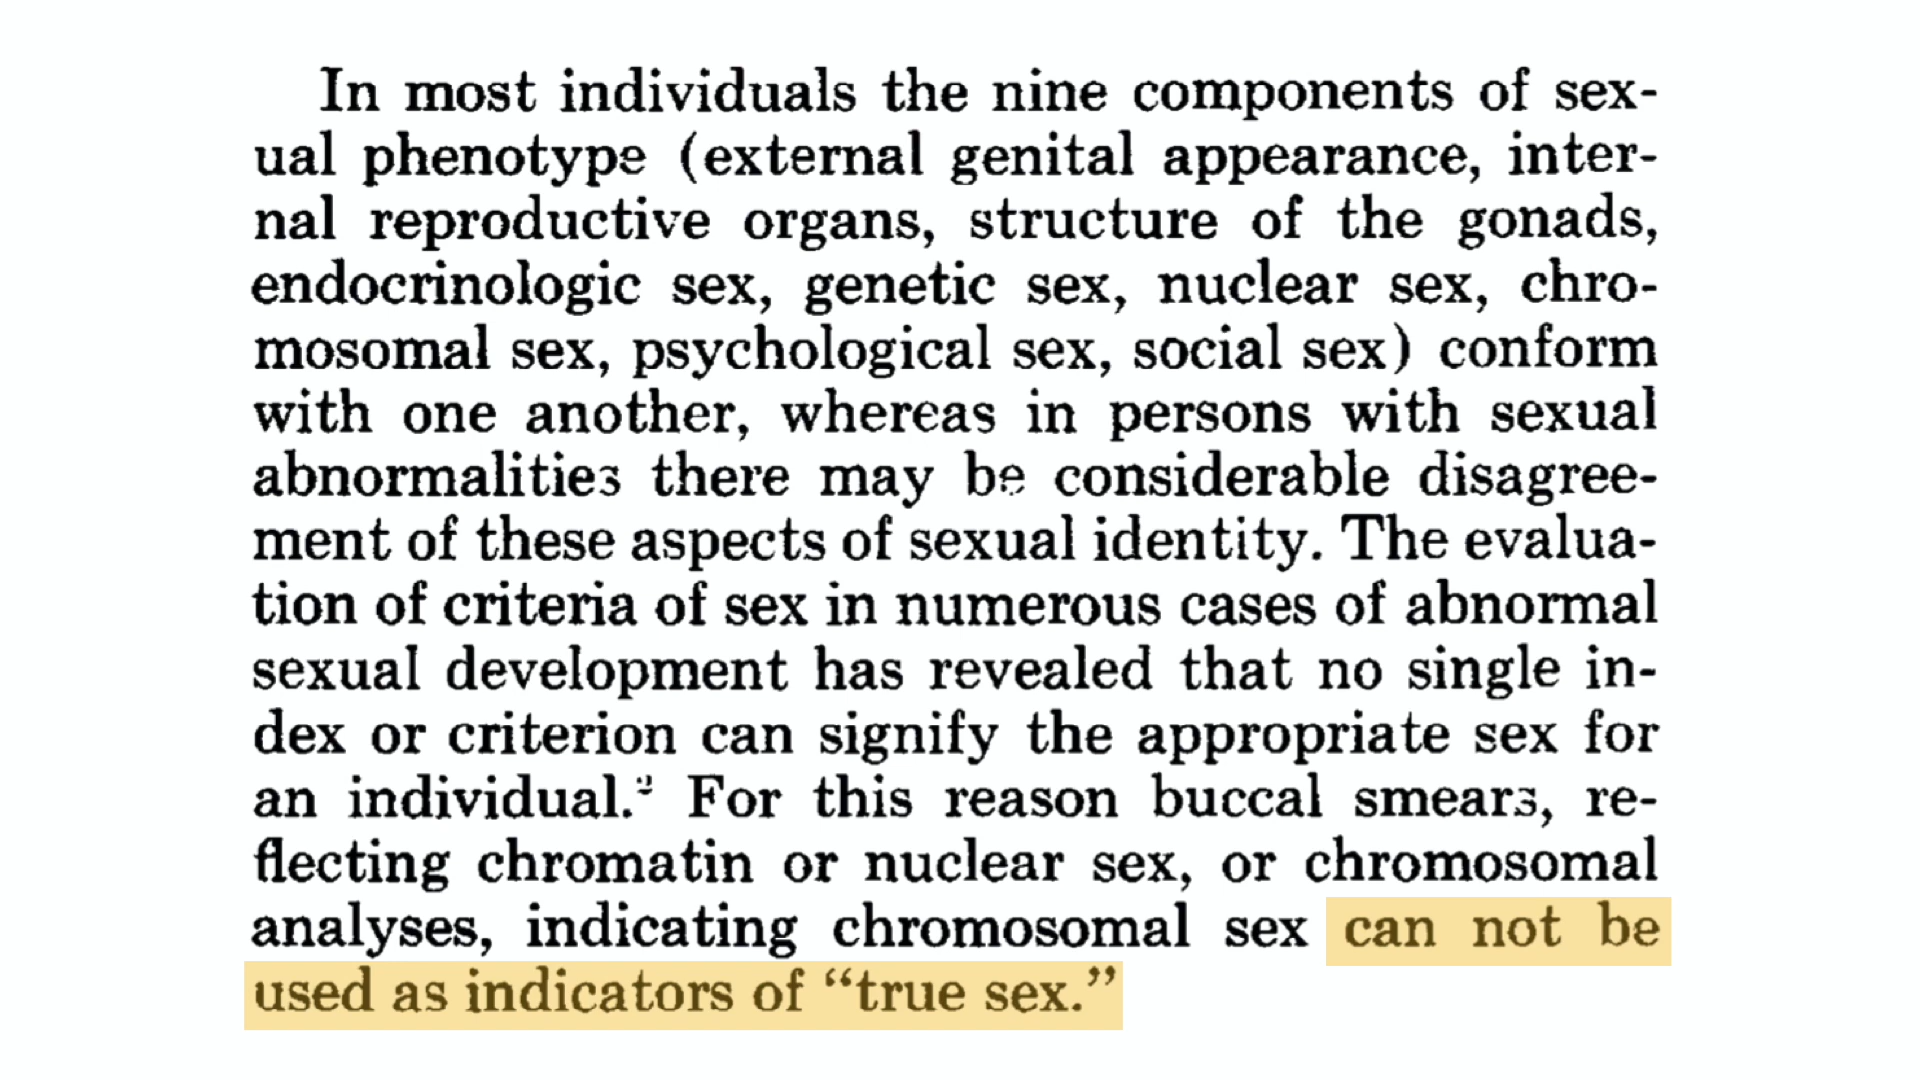 In most individuals the nine components of sex-
ual phenotype (external genital appearance, inter-
nal reproductive organs, structure of the gonads,
endocrinologic sex, genetic sex, nuclear sex, chro-
mosomal sex, psychological sex, social sex) conform
with one another, whereas in persons with sexual
abnormalities there may be considerable disagree-
ment of these aspects of sexual identity. The evalua-
tion of criteria of sex in numerous cases of abnormal
sexual development has revealed that no single in-
dex or criterion can signify the appropriate sex for
an individual.² For this reason buccal smears, re-
flecting chromatin or nuclear sex, or chromosomal
analyses, indicating chromosomal sex can not be
used as indicators of “true sex.”